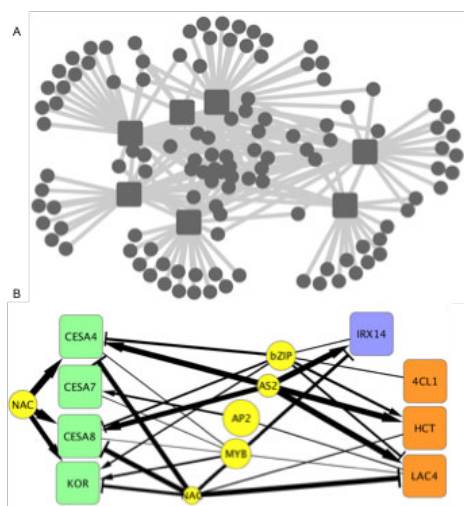 A
B
CESA4
bZIP
IRX14
CESA7
AS2
4CL1
NAC
AP2
HCT
CESA8
MYB
LAC4
KOR
NAC